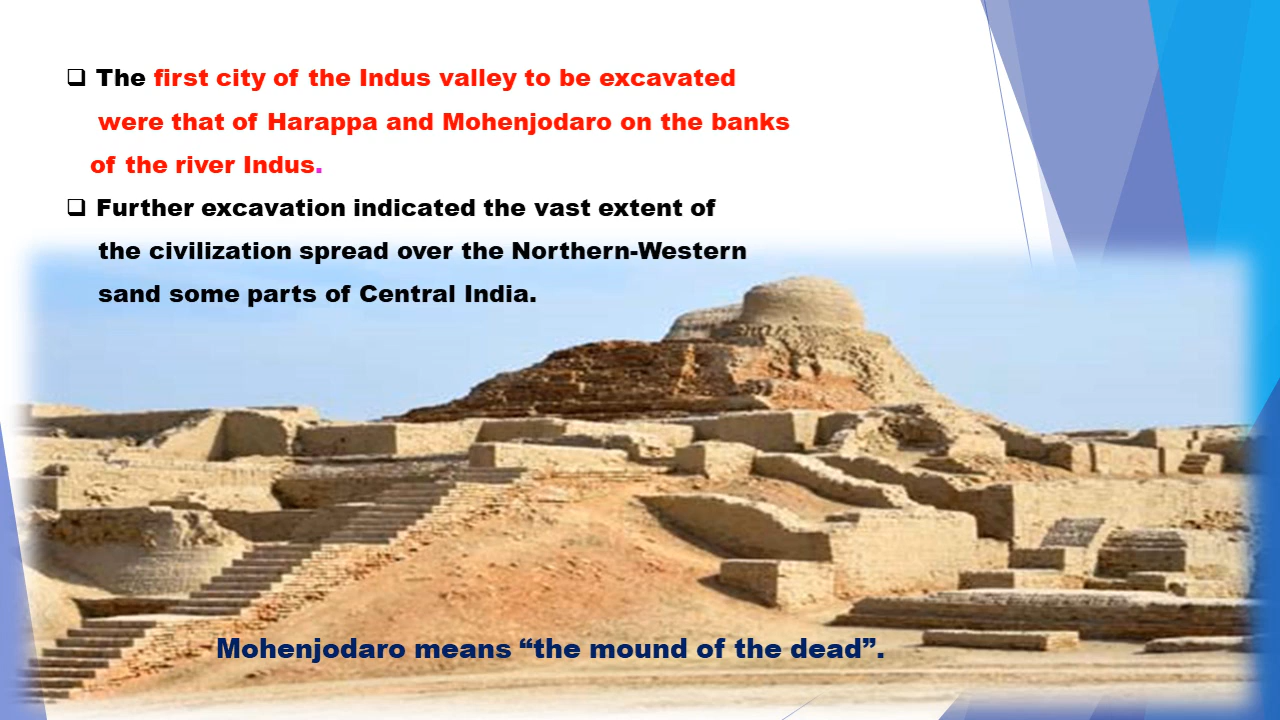 ❑ The first city of the Indus valley to be excavated
were that of Harappa and Mohenjodaro on the banks
of the river Indus.
❑ Further excavation indicated the vast extent of
the civilization spread over the Northern-Western
sand some parts of Central India.
Mohenjodaro means “the mound of the dead”.